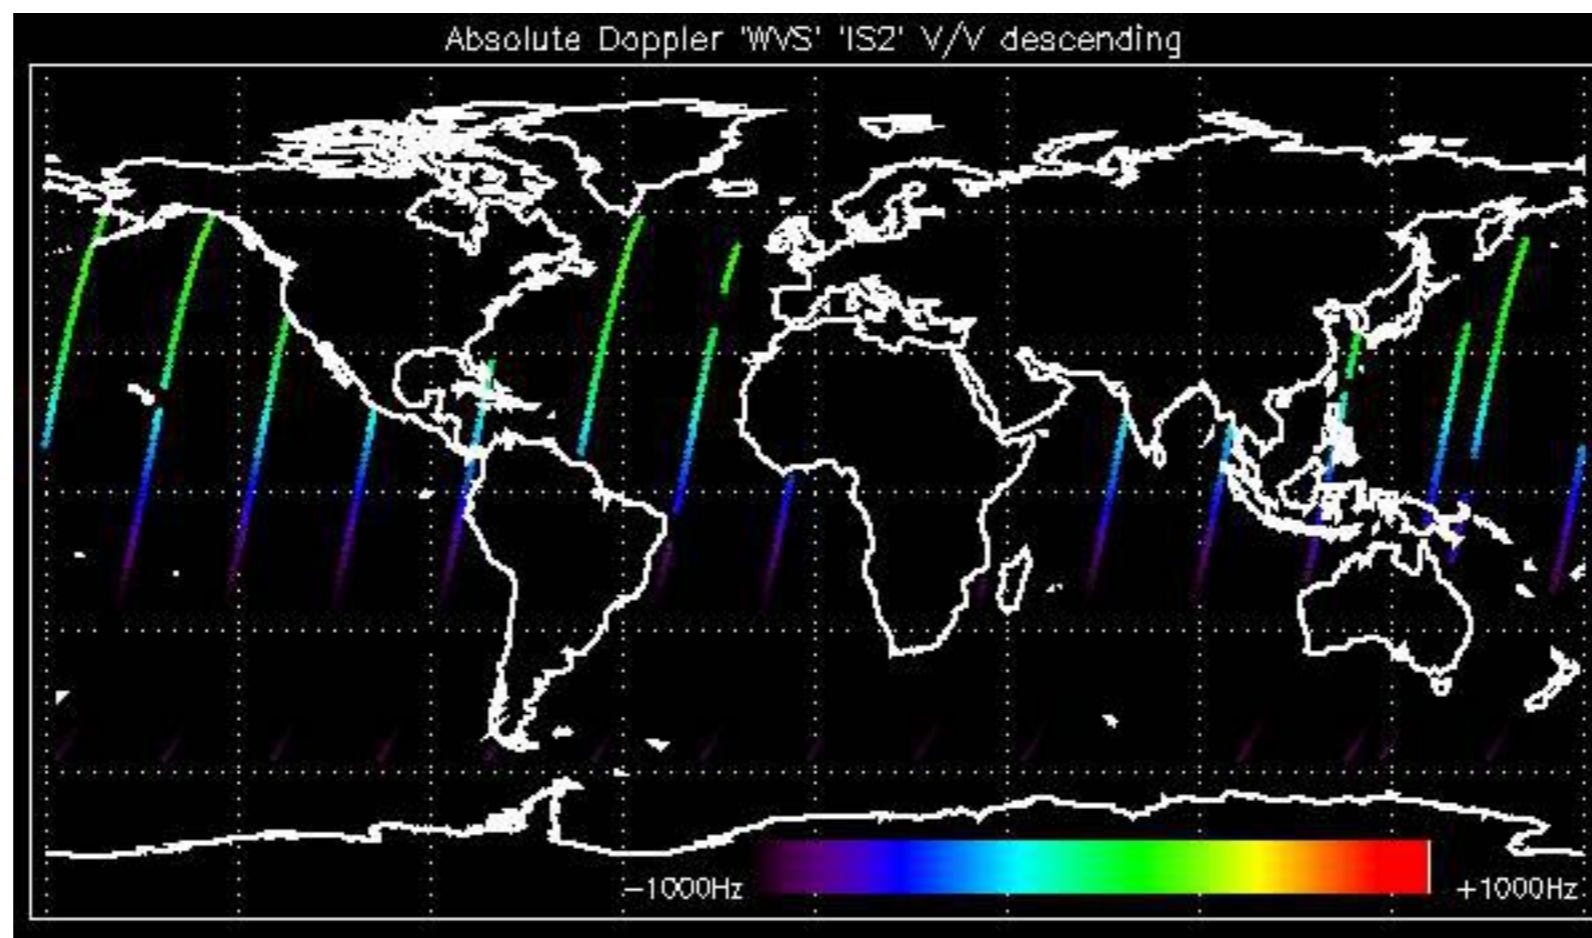 Absolute Doppler 'WVS' 'IS2' V/V descending
−1000Hz +1000Hz